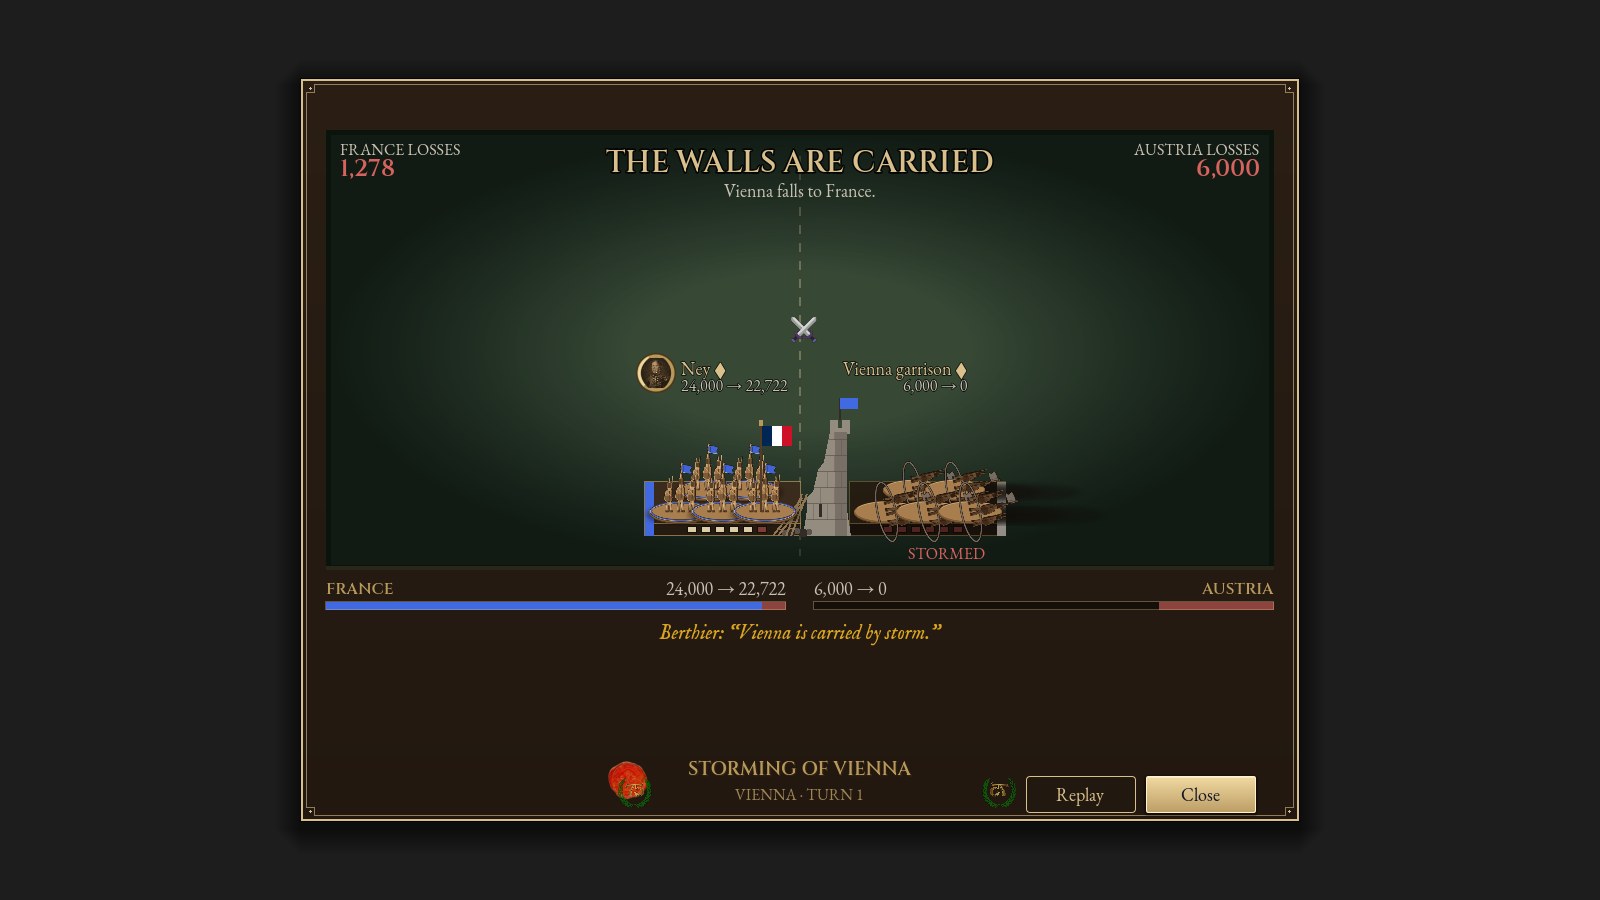 FRANCE LOSSES
1,278
THE WALLS ARE CARRIED
Vienna falls to France.
AUSTRIA LOSSES
6,000
Ney
24,000 → 22,722
Vienna garrison
6,000 → 0
STORMED
FRANCE
24,000 → 22,722
6,000 → 0
AUSTRIA
Berthier: “Vienna is carried by storm.”
STORMING OF VIENNA
VIENNA · TURN 1
Replay
Close